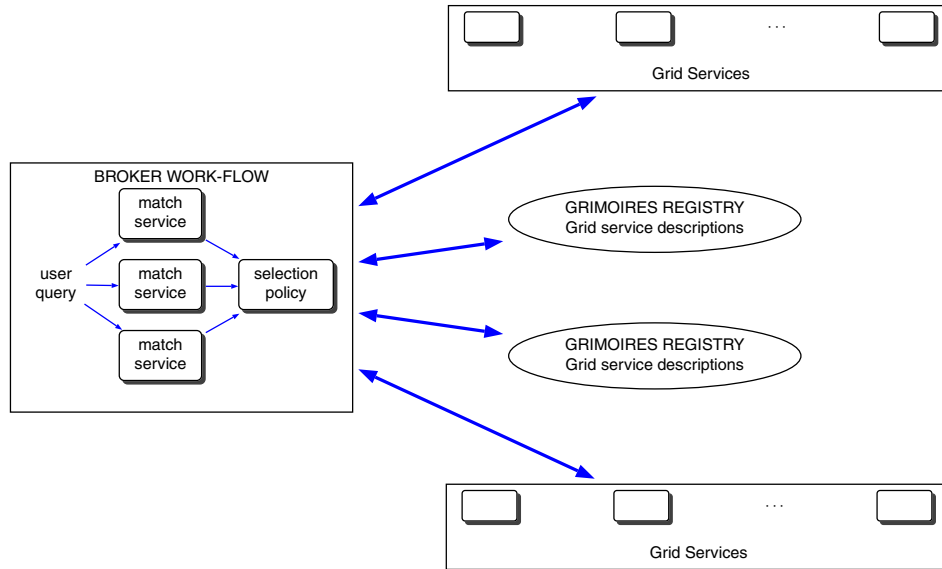 ...
Grid Services
BROKER WORK-FLOW
match
service
user
query
match
service
selection
policy
match
service
GRIMOIRES REGISTRY
Grid service descriptions
GRIMOIRES REGISTRY
Grid service descriptions
...
Grid Services